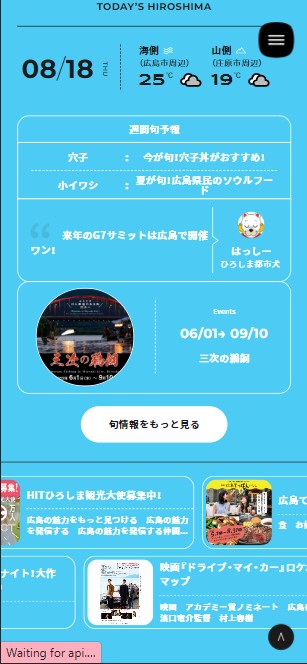 TODAY'S HIROSHIMA
08/18 THU
海側
(広島市周辺)
25℃
山側
(庄原市周辺)
19℃
週間旬予報
穴子 : 今が旬!穴子丼がおすすめ!
小イワシ : 夏が旬!広島県民のソウルフー
ド
来年のG7サミットは広島で開催
ワン!
はっしー
ひろしま都市犬
三次の鵜飼
Events
06/01→ 09/10
三次の鵜飼
旬情報をもっと見る
募集!
HITひろしま観光大使募集中!
広島の魅力をもっと見つける 広島の魅力
を発信する 広島の魅力を発信する仲間...
広島で
食 お
ナイト!大作
映画『ドライブ・マイ・カー』ロケ
マップ
映画 アカデミー賞ノミネート 広島
濱口竜介監督 村上春樹
Waiting for api....